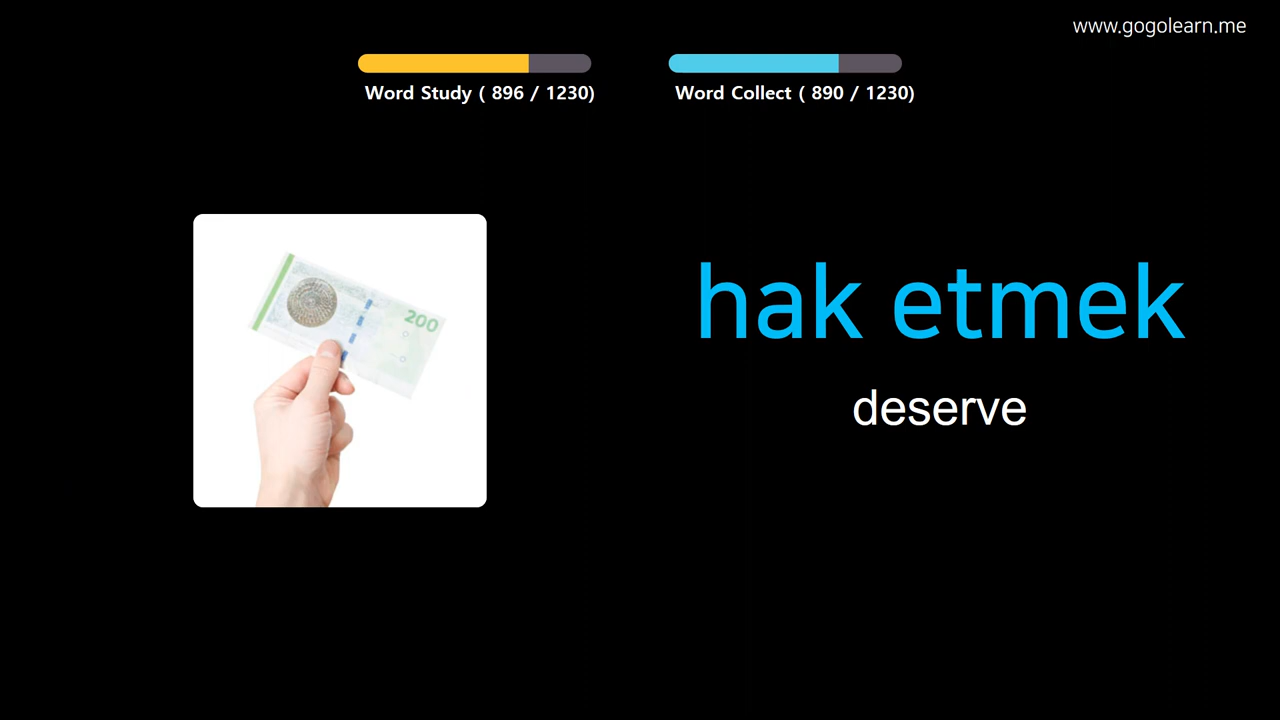 www.gogolearn.me
Word Study ( 896 / 1230)
Word Collect ( 890 / 1230)
200
hak etmek
deserve